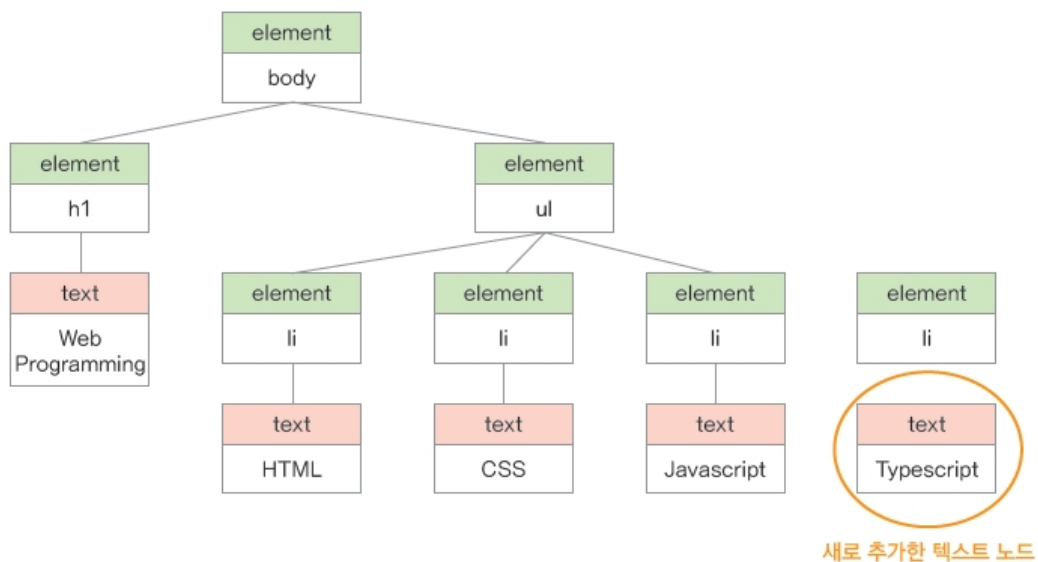 element
body
element
h1
element
ul
text
Web
Programming
element
li
element
li
element
li
element
li
text
HTML
text
CSS
text
Javascript
text
Typescript
새로 추가한 텍스트 노드